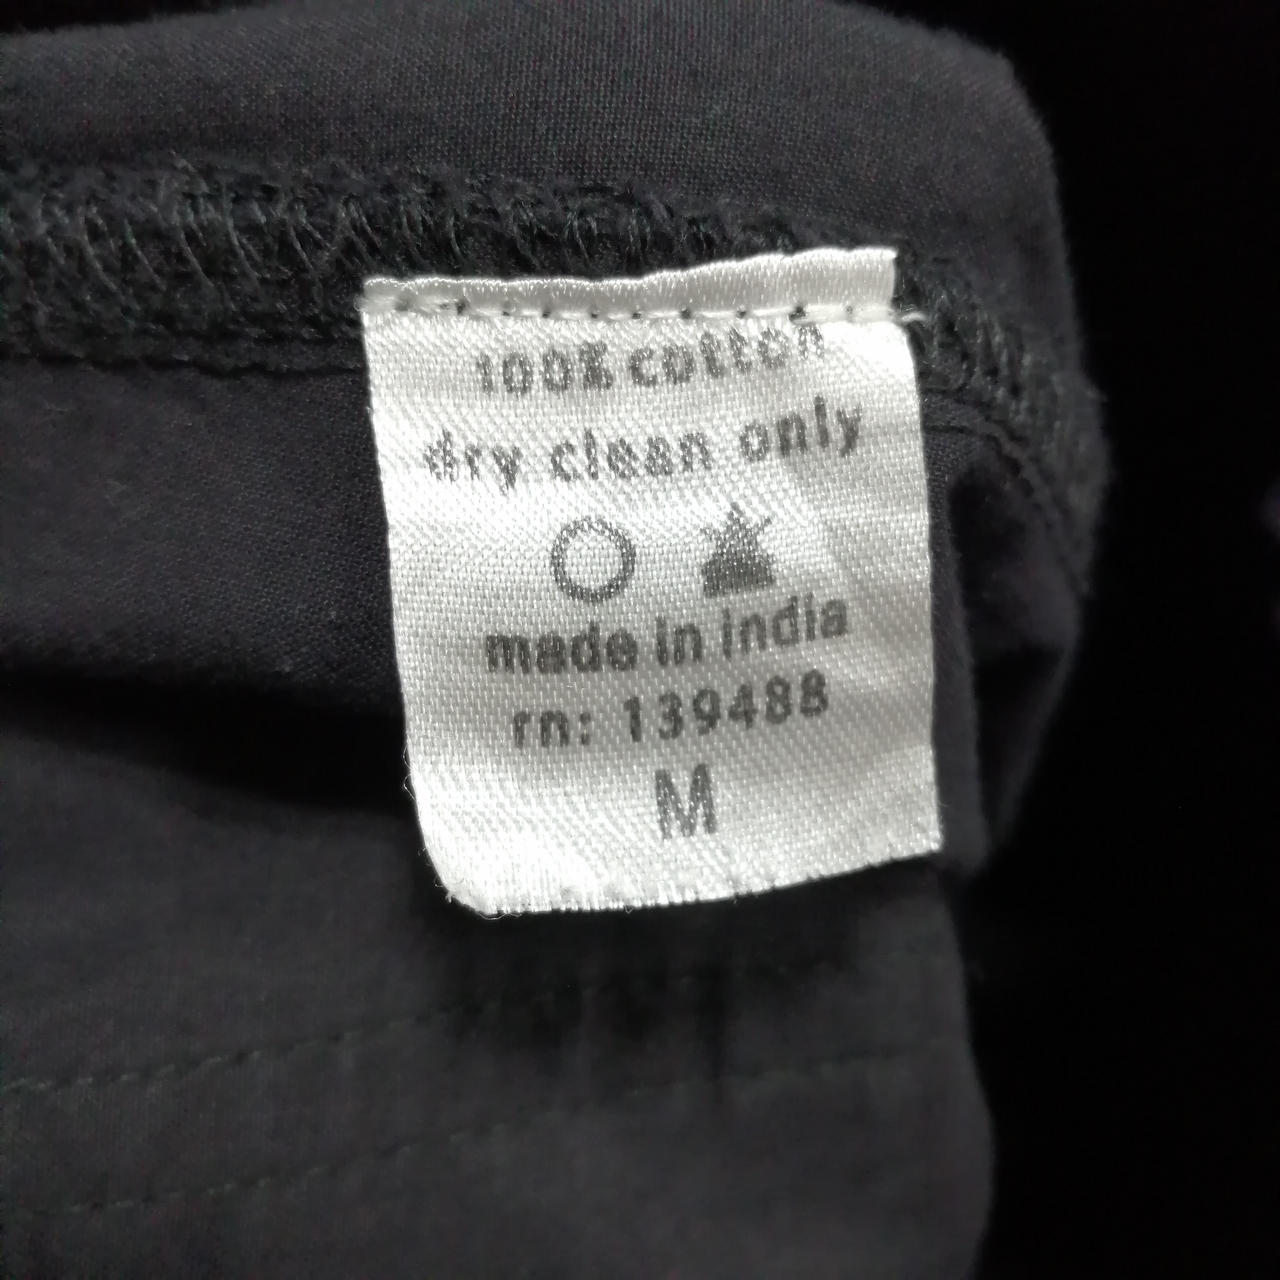 100% cotton
dry clean only
made in india
rn: 139488
M